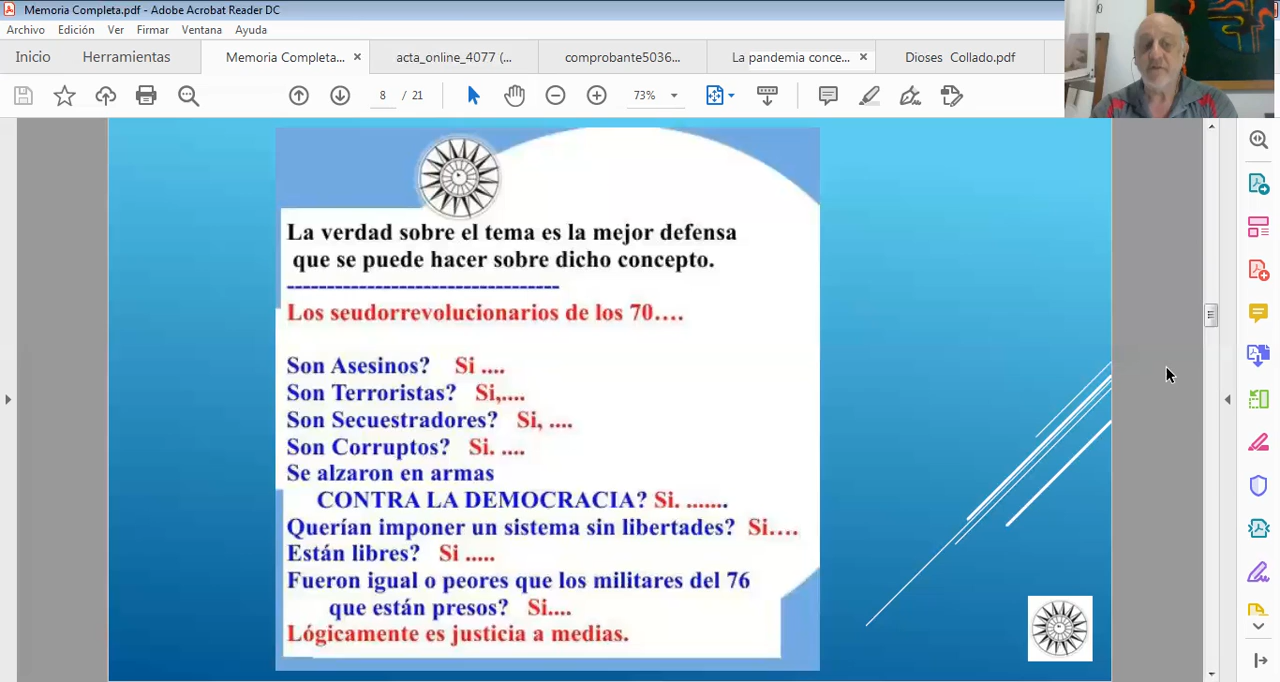 Memoria Completa.pdf - Adobe Acrobat Reader DC
Archivo Edición Ver Firmar Ventana Ayuda
Inicio Herramientas Memoria Completa... × acta_online_4077 (... comprobante5036... La pandemia conce... × Dioses Collado.pdf
8 / 21 73%
La verdad sobre el tema es la mejor defensa
que se puede hacer sobre dicho concepto.
----------------------------------
Los seudorrevolucionarios de los 70….
Son Asesinos? Si ....
Son Terroristas? Si,....
Son Secuestradores? Si, ....
Son Corruptos? Si. ....
Se alzaron en armas
CONTRA LA DEMOCRACIA? Si. .......
Querían imponer un sistema sin libertades? Si….
Están libres? Si .....
Fueron igual o peores que los militares del 76
que están presos? Si....
Lógicamente es justicia a medias.